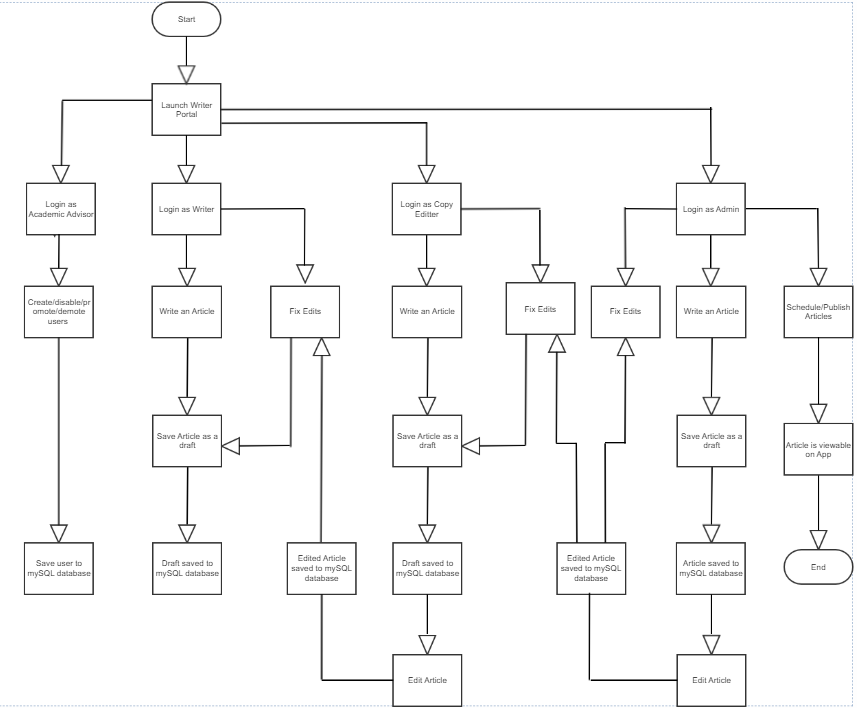 Start
Launch Writer
Portal
Login as
Academic Advisor
Login as Writer
Login as Copy
Editter
Login as Admin
Create/disable/pr
omote/demote
users
Write an Article
Fix Edits
Write an Article
Fix Edits
Fix Edits
Write an Article
Schedule/Publish
Articles
Save Article as a
draft
Save Article as a
draft
Save Article as a
draft
Article is viewable
on App
Save user to
mySQL database
Draft saved to
mySQL database
Edited Article
saved to mySQL
database
Draft saved to
mySQL database
Edited Article
saved to mySQL
database
Article saved to
mySQL database
End
Edit Article
Edit Article